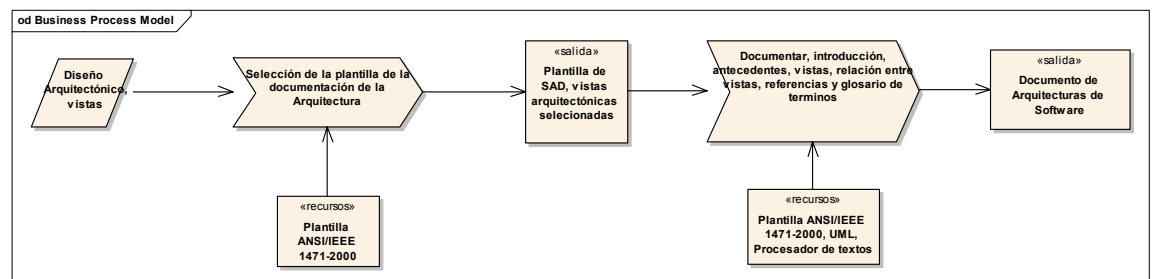 od Business Process Model
Diseño
Arquitectónico,
vistas
Selección de la plantilla de la
documentación de la
Arquitectura
«salida»
Plantilla de
SAD, vistas
arquitectónicas
selecionadas
Documentar, introducción,
antecedentes, vistas, relación entre
vistas, referencias y glosario de
terminos
«salida»
Documento de
Arquitecturas de
Software
«recursos»
Plantilla
ANSI/IEEE
1471-2000
«recursos»
Plantilla ANSI/IEEE
1471-2000, UML,
Procesador de textos